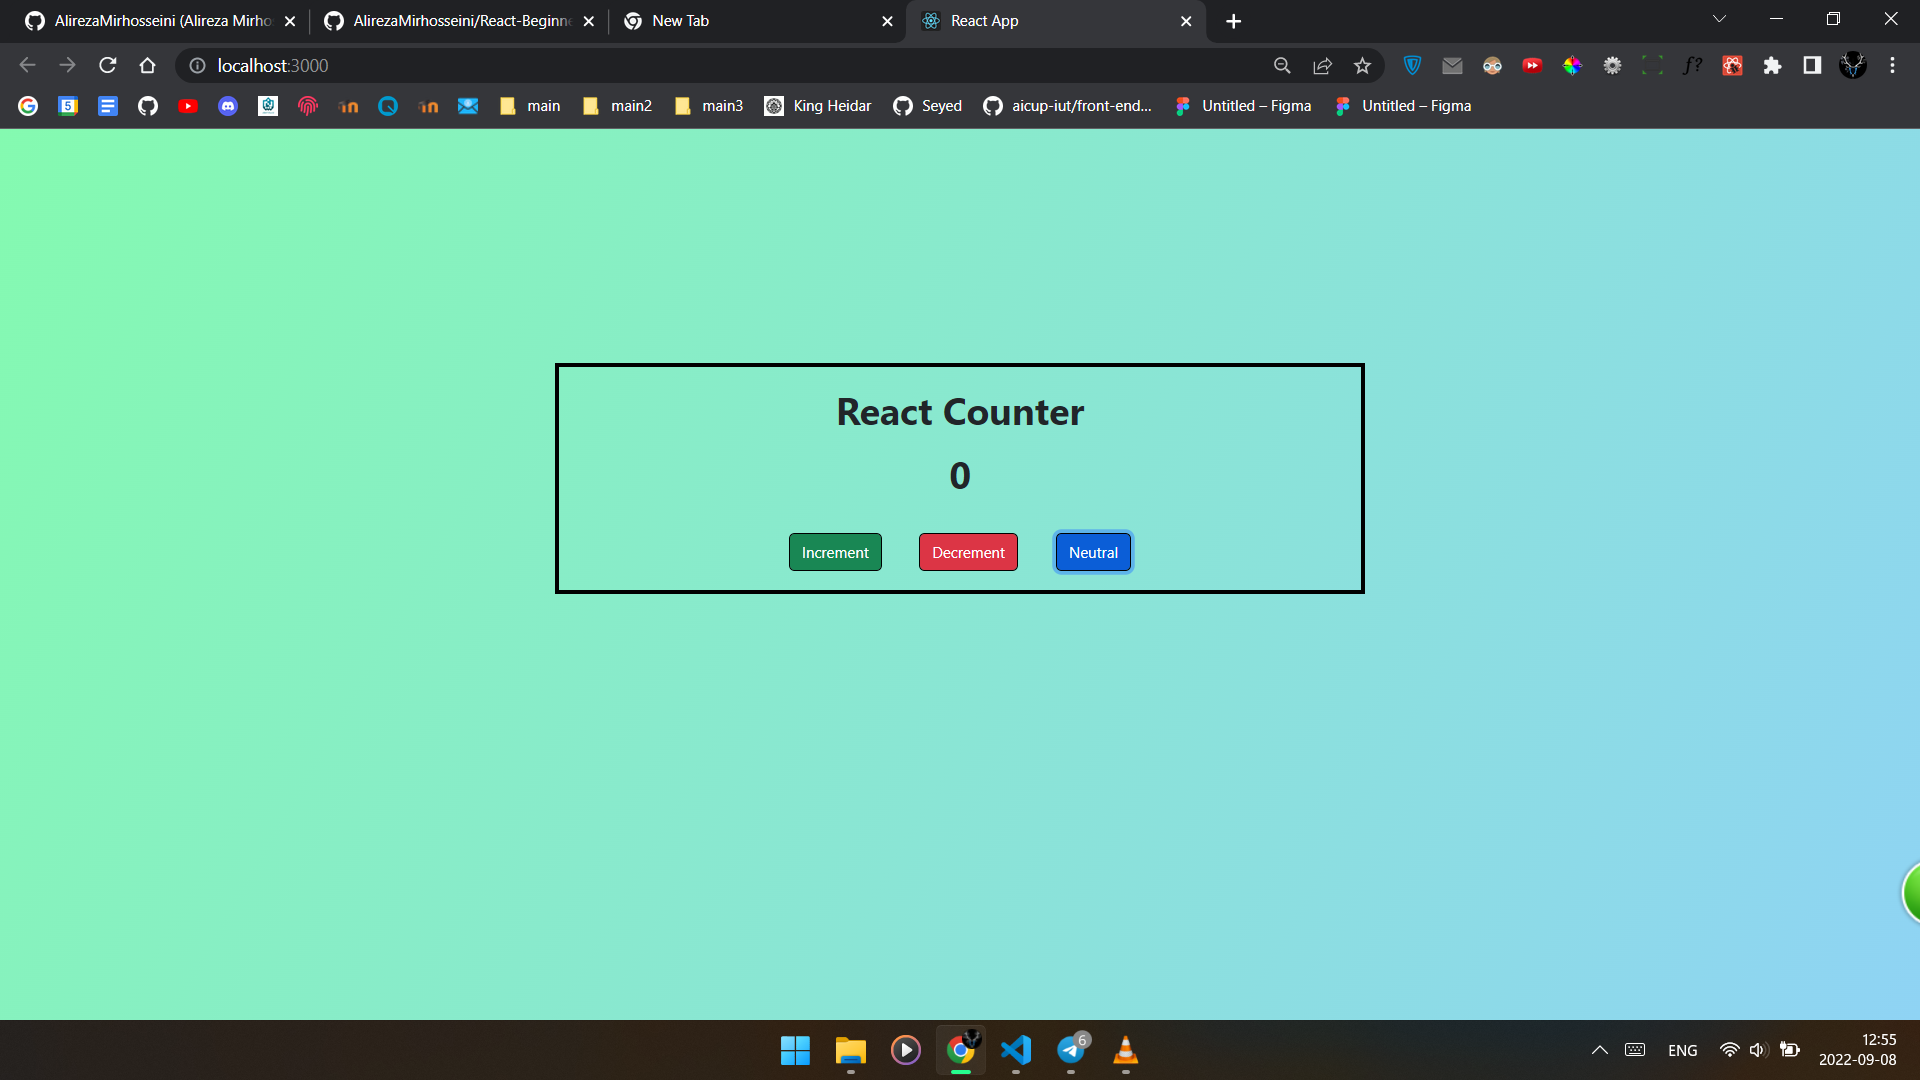 AlirezaMirhosseini (Alireza Mirho
AlirezaMirhosseini/React-Beginne
New Tab
React App
localhost:3000
5
main
main2
main3
King Heidar
Seyed
aicup-iut/front-end...
Untitled – Figma
Untitled – Figma
React Counter
0
Increment
Decrement
Neutral
6
ENG
12:55
2022-09-08